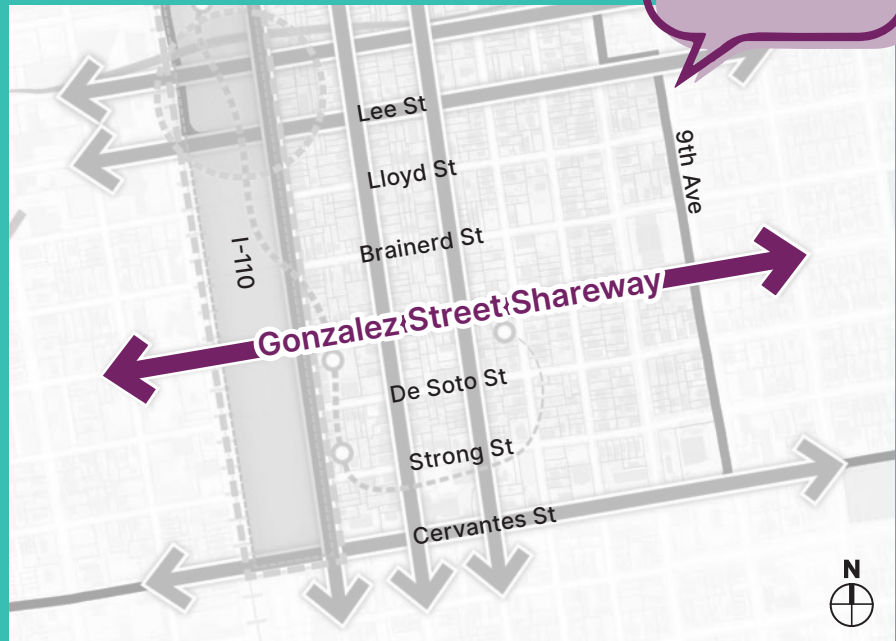 Lee St
Lloyd St
9th Ave
Brainerd St
I-110
Gonzalez Street Shareway
De Soto St
Strong St
Cervantes St
N